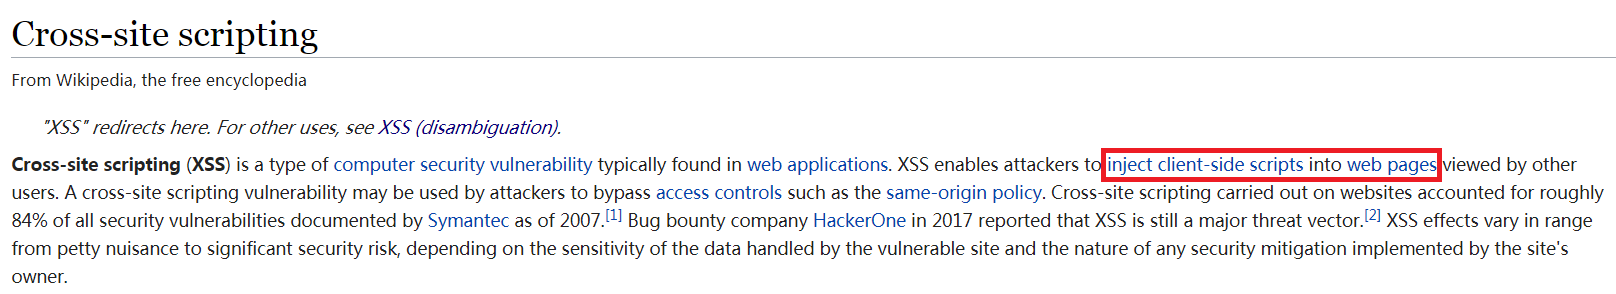 Cross-site scripting
From Wikipedia, the free encyclopedia
"XSS" redirects here. For other uses, see XSS (disambiguation).
Cross-site scripting (XSS) is a type of computer security vulnerability typically found in web applications. XSS enables attackers to inject client-side scripts into web pages viewed by other
users. A cross-site scripting vulnerability may be used by attackers to bypass access controls such as the same-origin policy. Cross-site scripting carried out on websites accounted for roughly
84% of all security vulnerabilities documented by Symantec as of 2007.[1] Bug bounty company HackerOne in 2017 reported that XSS is still a major threat vector.[2] XSS effects vary in range
from petty nuisance to significant security risk, depending on the sensitivity of the data handled by the vulnerable site and the nature of any security mitigation implemented by the site's
owner.